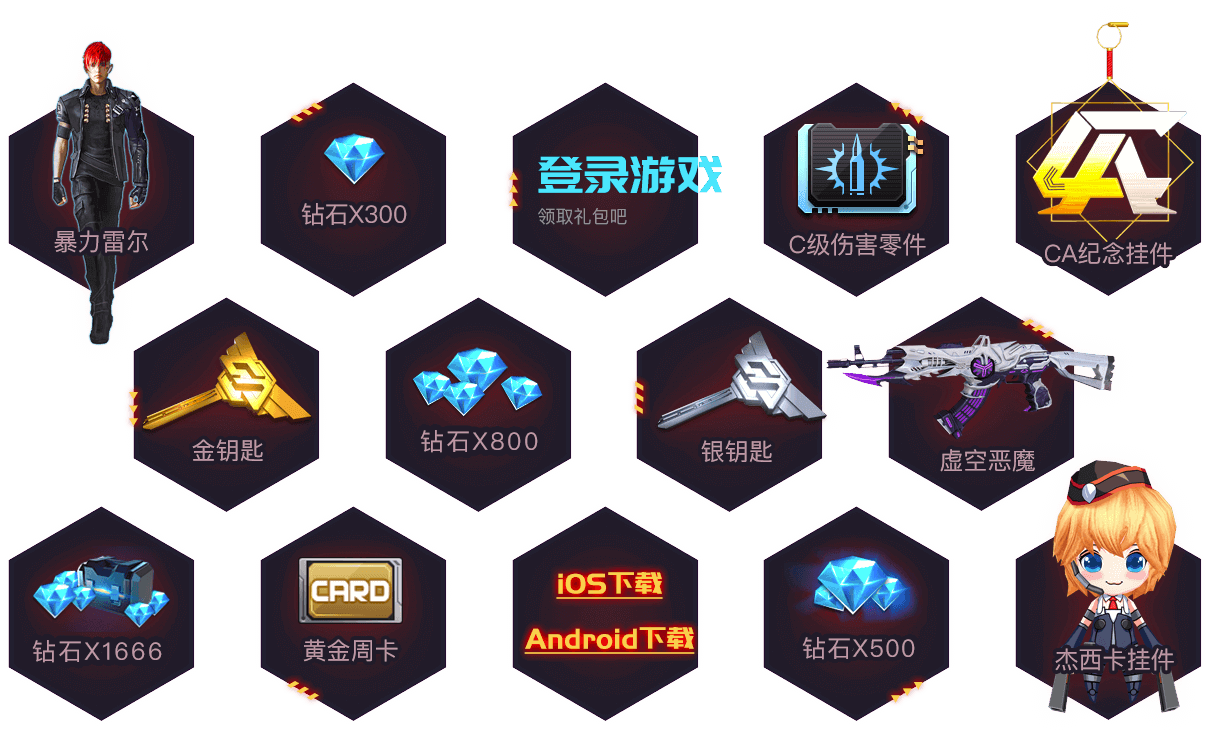 暴力雷尔
钻石X300
登录游戏
领取礼包吧
C级伤害零件
CA
CA纪念挂件
金钥匙
钻石X800
银钥匙
虚空恶魔
钻石X1666
CARD
黄金周卡
iOS下载
Android下载
钻石X500
杰西卡挂件